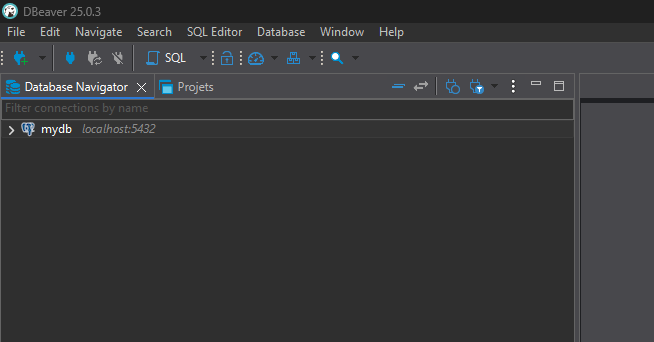 DBeaver 25.0.3
File Edit Navigate Search SQL Editor Database Window Help
SQL
Database Navigator Projets
Filter connections by name
mydb localhost:5432